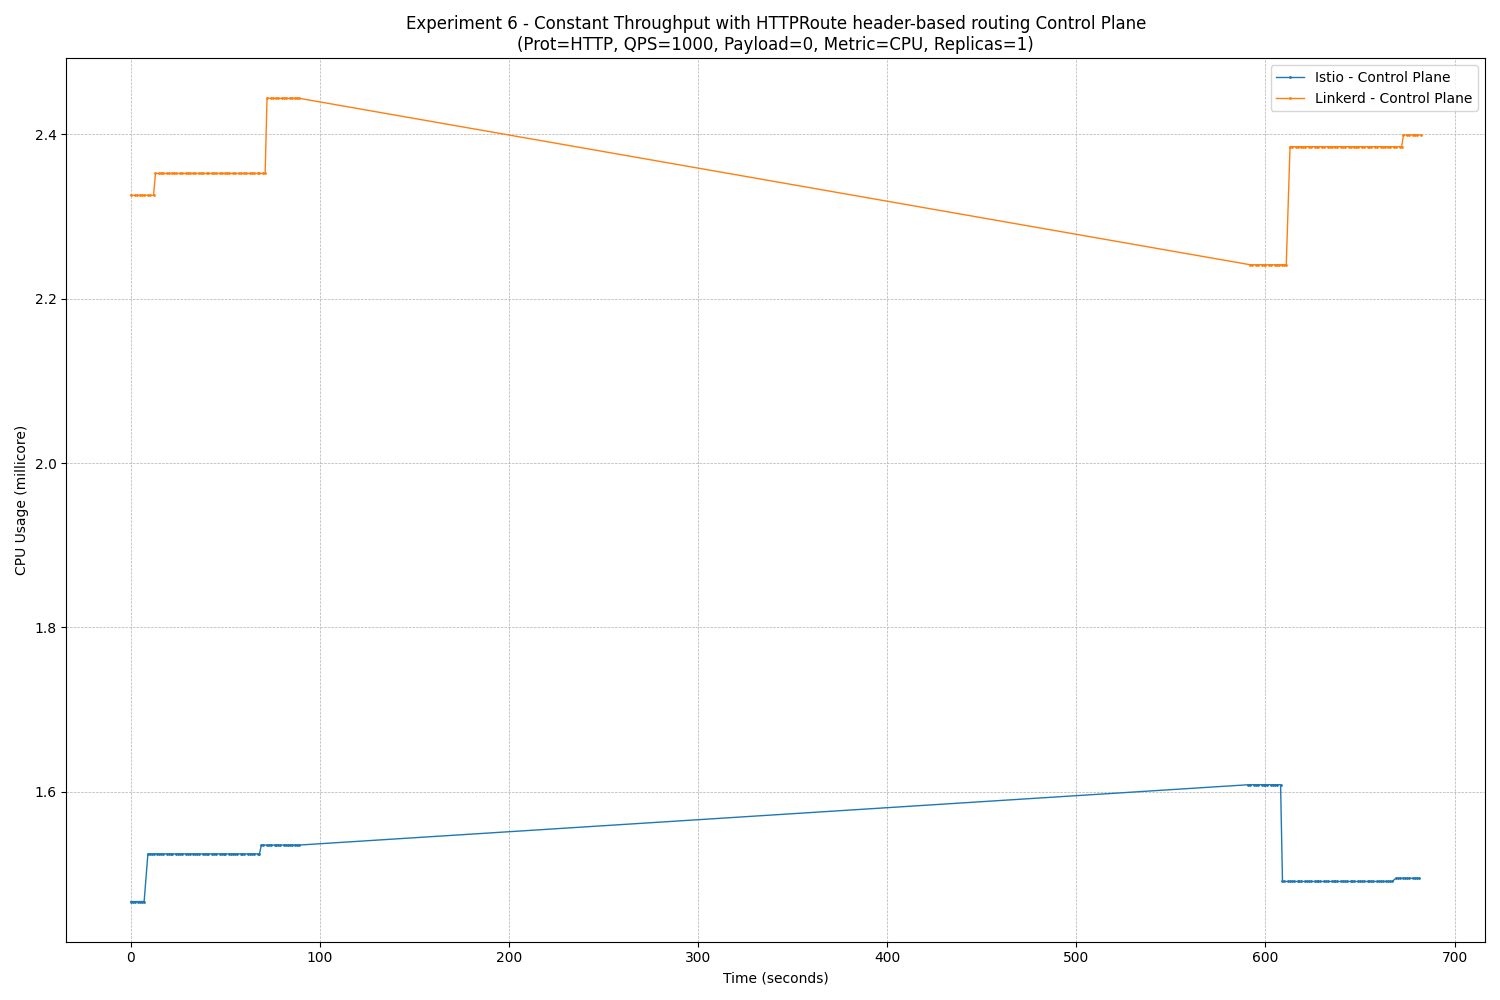 Experiment 6 - Constant Throughput with HTTPRoute header-based routing Control Plane
(Prot=HTTP, QPS=1000, Payload=0, Metric=CPU, Replicas=1)
Istio - Control Plane
Linkerd - Control Plane
CPU Usage (millicore)
2.4
2.2
2.0
1.8
1.6
0 100 200 300 400 500 600 700
Time (seconds)